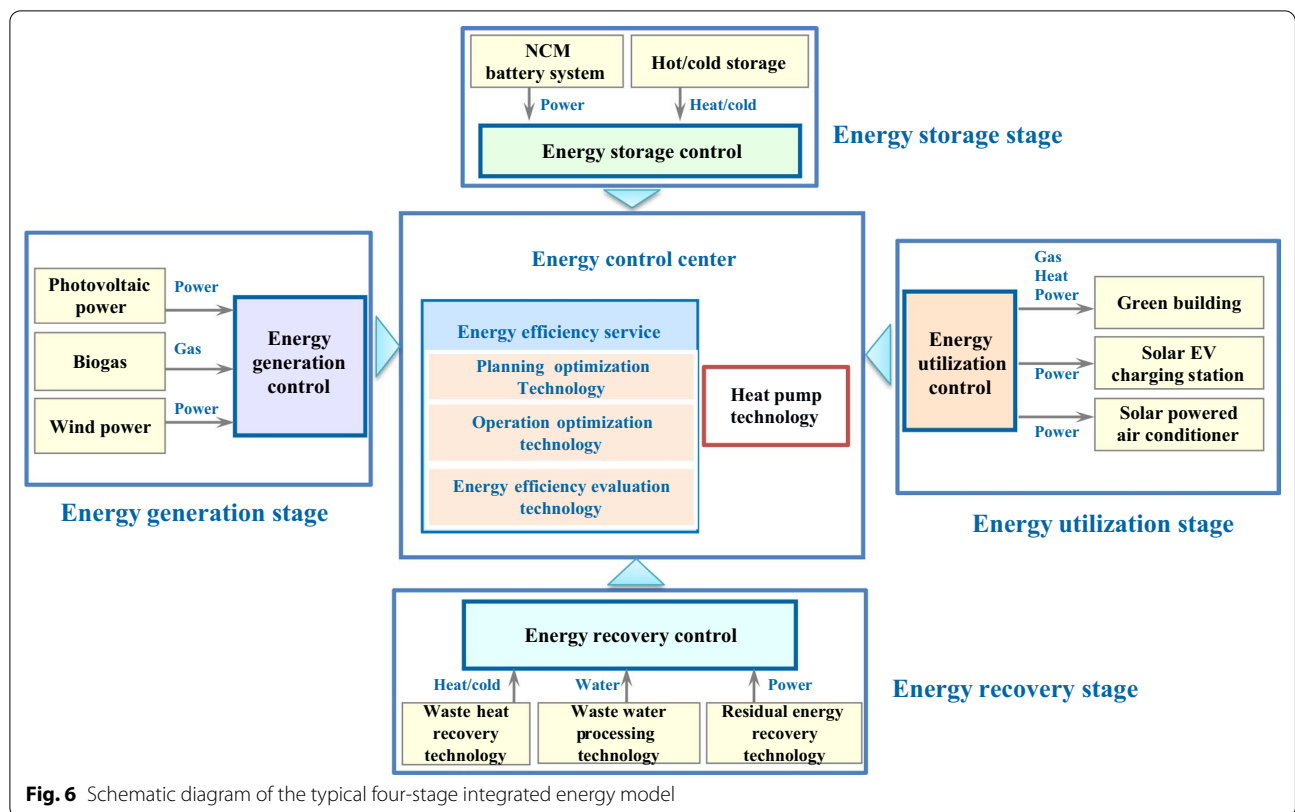 NCM
battery system
Hot/cold storage
Power
Heat/cold
Energy storage control
Energy storage stage
Photovoltaic
power
Power
Biogas
Gas
Wind power
Power
Energy
generation
control
Energy generation stage
Energy control center
Energy efficiency service
Planning optimization
Technology
Operation optimization
technology
Energy efficiency evaluation
technology
Heat pump
technology
Energy
utilization
control
Gas
Heat
Power
Green building
Power
Solar EV
charging station
Power
Solar powered
air conditioner
Energy utilization stage
Energy recovery control
Heat/cold
Water
Power
Waste heat
recovery
technology
Waste water
processing
technology
Residual energy
recovery
technology
Energy recovery stage
Fig. 6 Schematic diagram of the typical four-stage integrated energy model